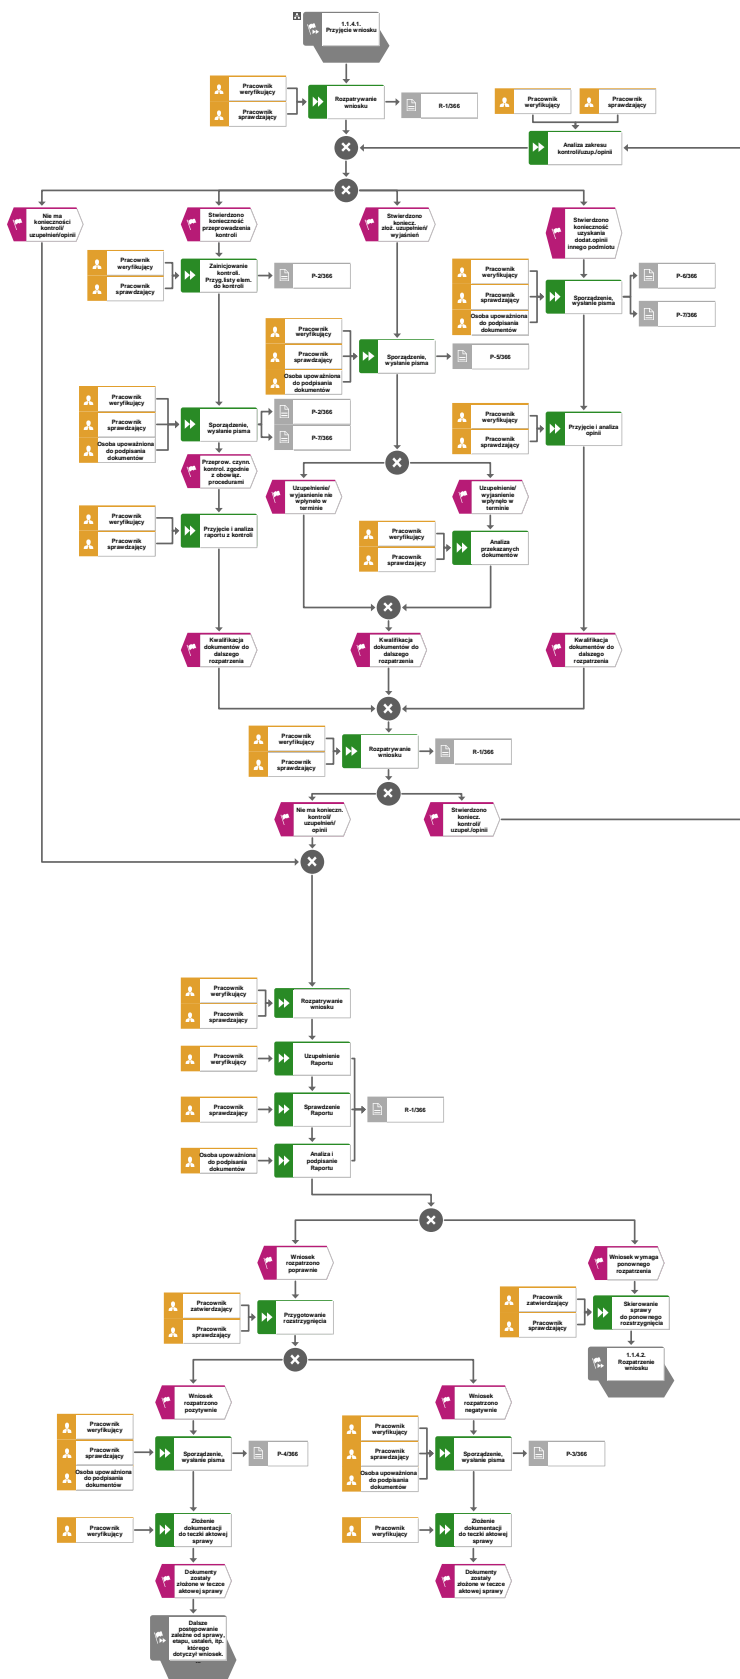 1.1.4.1.
Przyjęcie wniosku
Pracownik
weryfikujący
Pracownik
sprawdzający
Rozpatrywanie
wniosku
R-1/366
Pracownik
weryfikujący
Pracownik
sprawdzający
Analiza zakresu
kontroli/uzup./opinii
Nie ma
konieczności
kontroli/
uzupełnień/opinii
Stwierdzono
konieczność
przeprowadzenia
kontroli
Stwierdzono
koniecz.
złoż. uzupełnień/
wyjaśnień
Stwierdzono
konieczność
uzyskania
dodat.opinii
innego podmiotu
Pracownik
weryfikujący
Pracownik
sprawdzający
Zainicjowanie
kontroli.
Przyg.listy elem.
do kontroli
P-2/366
Pracownik
weryfikujący
Pracownik
sprawdzający
Osoba upoważniona
do podpisania
dokumentów
Sporządzenie,
wysłanie pisma
P-6/366
P-7/366
Pracownik
weryfikujący
Pracownik
sprawdzający
Osoba upoważniona
do podpisania
dokumentów
Sporządzenie,
wysłanie pisma
P-5/366
Pracownik
weryfikujący
Pracownik
sprawdzający
Osoba upoważniona
do podpisania
dokumentów
Sporządzenie,
wysłanie pisma
P-2/366
P-7/366
Pracownik
weryfikujący
Pracownik
sprawdzający
Przyjęcie i analiza
opinii
Przeprow. czynn.
kontrol. zgodnie
z obowiąz.
procedurami
Uzupełnienie/
wyjasnienie nie
wpłynęło w
terminie
Uzupełnienie/
wyjasnienie
wpłynęło w
terminie
Pracownik
weryfikujący
Pracownik
sprawdzający
Przyjęcie i analiza
raportu z kontroli
Pracownik
weryfikujący
Pracownik
sprawdzający
Analiza
przekazanych
dokumentów
Kwalifikacja
dokumentów do
dalszego
rozpatrzenia
Kwalifikacja
dokumentów do
dalszego
rozpatrzenia
Kwalifikacja
dokumentów do
dalszego
rozpatrzenia
Pracownik
weryfikujący
Pracownik
sprawdzający
Rozpatrywanie
wniosku
R-1/366
Nie ma konieczn.
kontroli/
uzupełnień/
opinii
Stwierdzono
koniecz.
kontroli/
uzupeł./opinii
Pracownik
weryfikujący
Pracownik
sprawdzający
Rozpatrywanie
wniosku
Pracownik
weryfikujący
Uzupełnienie
Raportu
Pracownik
sprawdzający
Sprawdzenie
Raportu
R-1/366
Osoba upoważniona
do podpisania
dokumentów
Analiza i
podpisanie
Raportu
Wniosek
rozpatrzono
poprawnie
Wniosek wymaga
ponownego
rozpatrzenia
Pracownik
zatwierdzający
Pracownik
sprawdzający
Przygotowanie
rozstrzygnięcia
Pracownik
zatwierdzający
Pracownik
sprawdzający
Skierowanie
sprawy
do ponownego
rozstrzygnięcia
1.1.4.2.
Rozpatrzenie
wniosku
Wniosek
rozpatrzono
pozytywnie
Wniosek
rozpatrzono
negatywnie
Pracownik
weryfikujący
Pracownik
sprawdzający
Osoba upoważniona
do podpisania
dokumentów
Sporządzenie,
wysłanie pisma
P-4/366
Pracownik
weryfikujący
Pracownik
sprawdzający
Osoba upoważniona
do podpisania
dokumentów
Sporządzenie,
wysłanie pisma
P-3/366
Pracownik
weryfikujący
Złożenie
dokumentacji
do teczki aktowej
sprawy
Pracownik
weryfikujący
Złożenie
dokumentacji
do teczki aktowej
sprawy
Dokumenty
zostały
złożone w teczce
aktowej sprawy
Dokumenty
zostały
złożone w teczce
aktowej sprawy
Dalsze
postępowanie
zależne od sprawy,
etapu, ustaleń, itp.
którego
dotyczył wniosek.
...